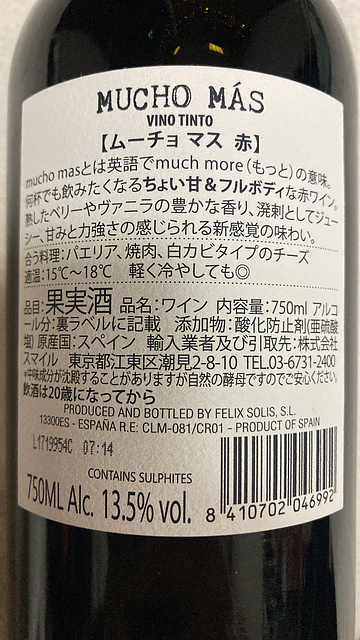 MUCHO MÁS
VINO TINTO
【ムーチョ マス 赤】
mucho masとは英語でmuch more（もっと）の意味。
何杯でも飲みたくなるちょい甘＆フルボディな赤ワイン。
熟したベリーやヴァニラの豊かな香り、溌剌としてジュー
シー、甘みと力強さの感じられる新感覚の味わい。
合う料理：パエリア、焼肉、白カビタイプのチーズ
適温：15℃〜18℃ 軽く冷やしても◎
品目：果実酒 品名：ワイン 内容量：750ml アルコ
ール分：裏ラベルに記載 添加物：酸化防止剤(亜硫酸
塩) 原産国：スペイン 輸入業者及び引取先：株式会社
スマイル 東京都江東区潮見2-8-10 TEL.03-6731-2400
*中味成分が沈殿することがありますが自然の酵母ですのでご安心ください。
飲酒は20歳になってから
PRODUCED AND BOTTLED BY FELIX SOLIS, S.L.
13300ES - ESPAÑA R.E: CLM-081/CR01 - PRODUCT OF SPAIN
L1719954C 07:14
CONTAINS SULPHITES
750ML Alc. 13.5% vol.
8 410702 046992